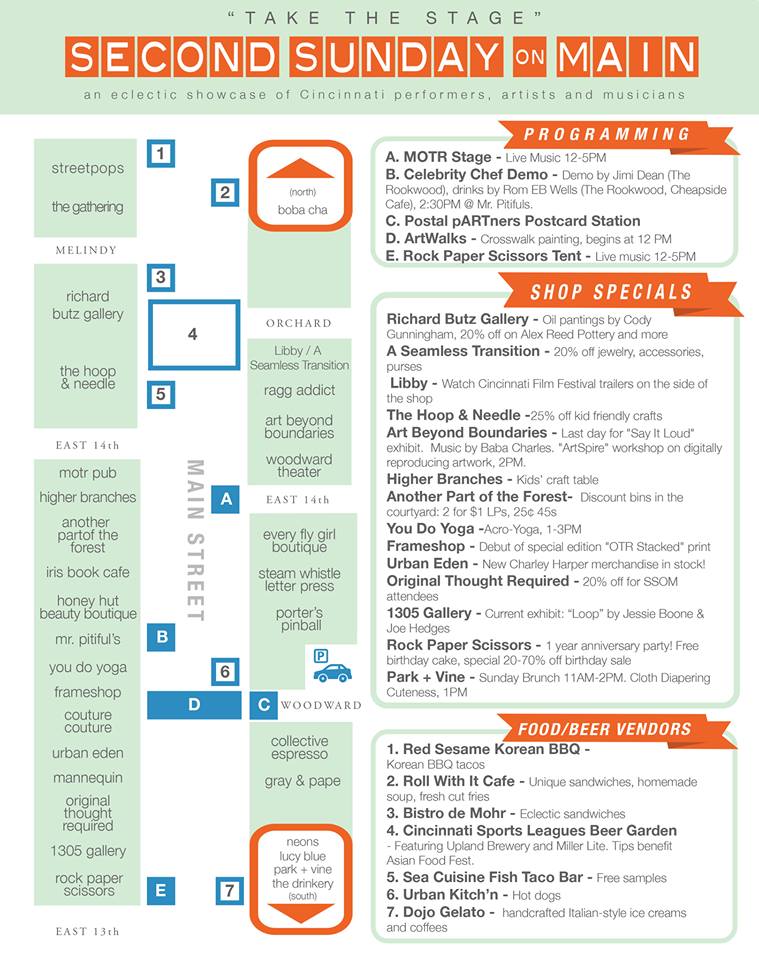 “TAKE THE STAGE”
SECOND SUNDAY ON MAIN
an eclectic showcase of Cincinnati performers, artists and musicians
streetpops
the gathering
MELINDY
richard
butz gallery
the hoop
& needle
EAST 14th
motr pub
higher branches
another
partof the
forest
iris book cafe
honey hut
beauty boutique
mr. pitiful's
you do yoga
frameshop
couture
couture
urban eden
mannequin
original
thought
required
1305 gallery
rock paper
scissors
EAST 13th
1
2
3
4
5
MAIN STREET
A
B
6
D
C
E
7
(north)
boba cha
ORCHARD
Libby / A
Seamless Transition
ragg addict
art beyond
boundaries
woodward
theater
EAST 14th
every fly girl
boutique
steam whistle
letter press
porter's
pinball
P
WOODWARD
collective
espresso
gray & pape
neons
lucy blue
park + vine
the drinkery
(south)
PROGRAMMING
A. MOTR Stage - Live Music 12-5PM
B. Celebrity Chef Demo - Demo by Jimi Dean (The
Rookwood), drinks by Rom EB Wells (The Rookwood, Cheapside
Cafe), 2:30PM @ Mr. Pitifuls.
C. Postal pARTners Postcard Station
D. ArtWalks - Crosswalk painting, begins at 12 PM
E. Rock Paper Scissors Tent - Live music 12-5PM
SHOP SPECIALS
Richard Butz Gallery - Oil pantings by Cody
Gunningham, 20% off on Alex Reed Pottery and more
A Seamless Transition - 20% off jewelry, accessories,
purses
Libby - Watch Cincinnati Film Festival trailers on the side of
the shop
The Hoop & Needle -25% off kid friendly crafts
Art Beyond Boundaries - Last day for "Say It Loud"
exhibit. Music by Baba Charles. "ArtSpire" workshop on digitally
reproducing artwork, 2PM.
Higher Branches - Kids' craft table
Another Part of the Forest- Discount bins in the
courtyard: 2 for $1 LPs, 25¢ 45s
You Do Yoga -Acro-Yoga, 1-3PM
Frameshop - Debut of special edition "OTR Stacked" print
Urban Eden - New Charley Harper merchandise in stock!
Original Thought Required - 20% off for SSOM
attendees
1305 Gallery - Current exhibit: “Loop” by Jessie Boone &
Joe Hedges
Rock Paper Scissors - 1 year anniversary party! Free
birthday cake, special 20-70% off birthday sale
Park + Vine - Sunday Brunch 11AM-2PM. Cloth Diapering
Cuteness, 1PM
FOOD/BEER VENDORS
1. Red Sesame Korean BBQ -
Korean BBQ tacos
2. Roll With It Cafe - Unique sandwiches, homemade
soup, fresh cut fries
3. Bistro de Mohr - Eclectic sandwiches
4. Cincinnati Sports Leagues Beer Garden
- Featuring Upland Brewery and Miller Lite. Tips benefit
Asian Food Fest.
5. Sea Cuisine Fish Taco Bar - Free samples
6. Urban Kitch'n - Hot dogs
7. Dojo Gelato - handcrafted Italian-style ice creams
and coffees